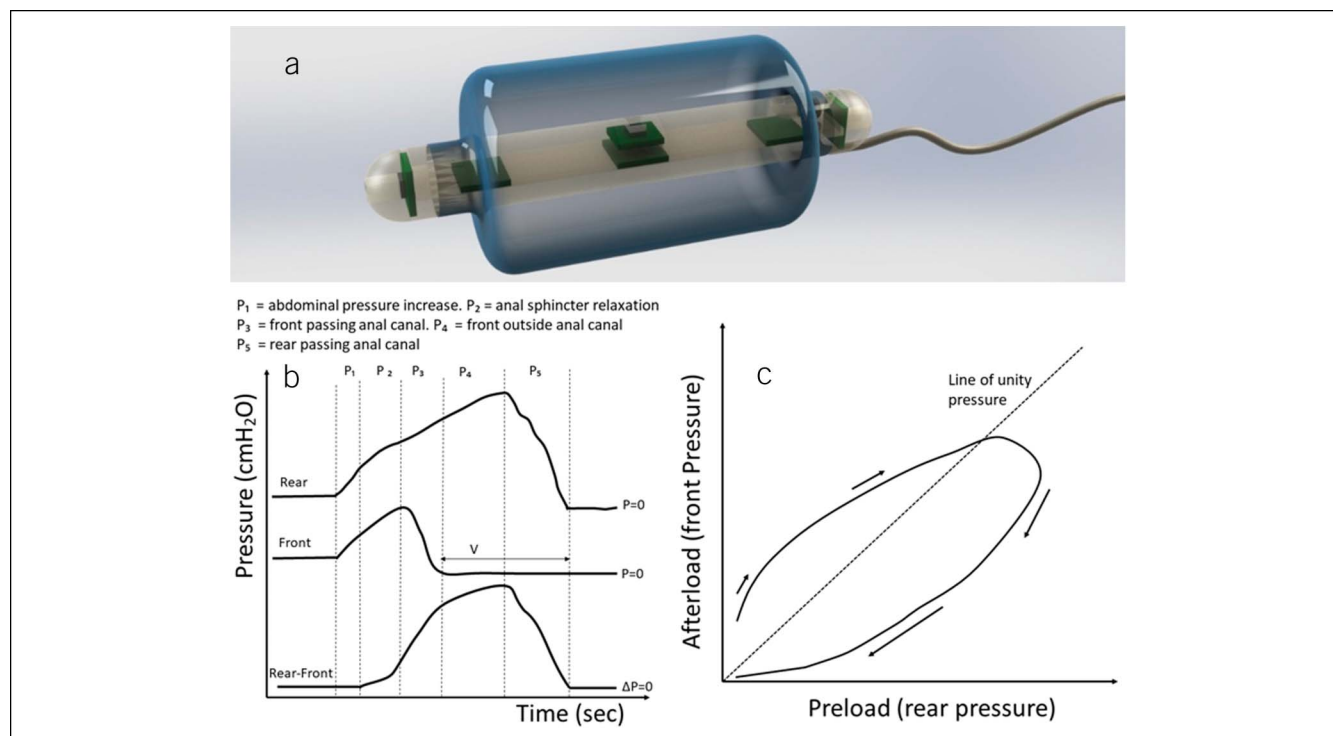 a
P₁ = abdominal pressure increase. P₂ = anal sphincter relaxation
P₃ = front passing anal canal. P₄ = front outside anal canal
P₅ = rear passing anal canal
b
P₁ P₂ P₃ P₄ P₅
Pressure (cmH₂O)
Rear
P=0
Front
V
P=0
Rear-Front
ΔP=0
Time (sec)
c
Line of unity
pressure
Afterload (front Pressure)
Preload (rear pressure)